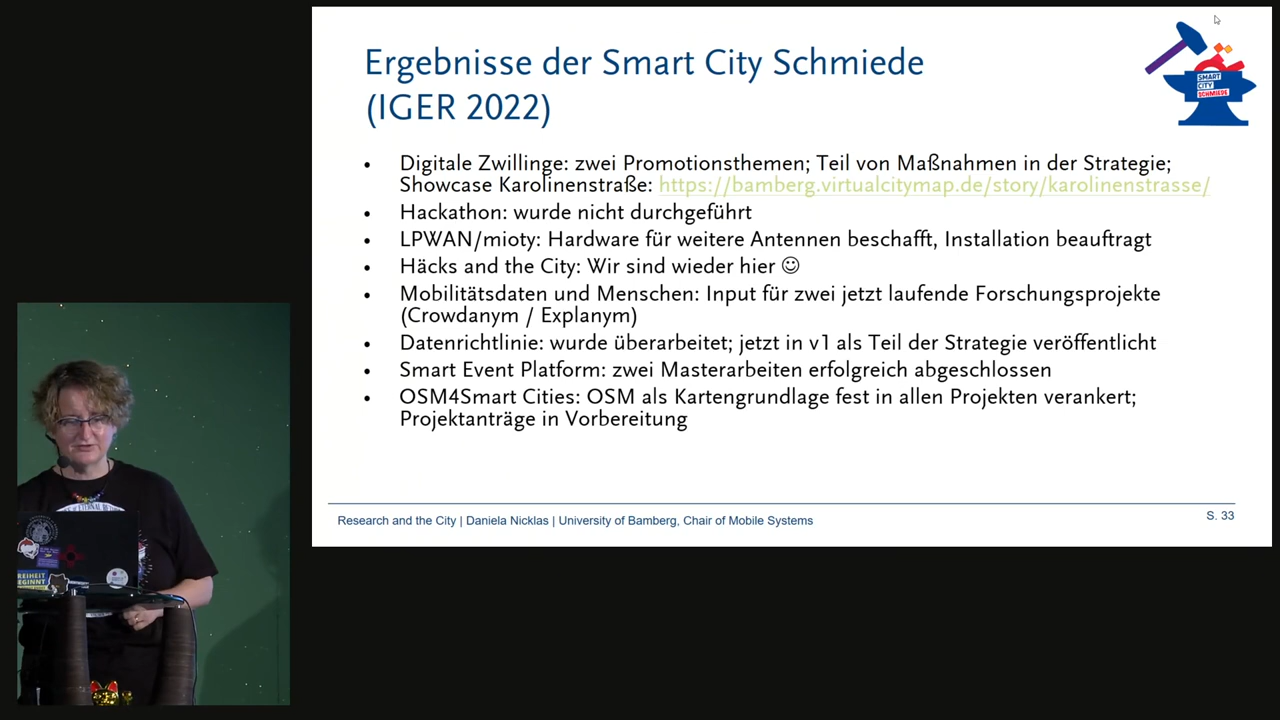 Ergebnisse der Smart City Schmiede
(IGER 2022)
SMART
CITY
SCHMIEDE
• Digitale Zwillinge: zwei Promotionsthemen; Teil von Maßnahmen in der Strategie;
Showcase Karolinenstraße: https://bamberg.virtualcitymap.de/story/karolinenstrasse/
• Hackathon: wurde nicht durchgeführt
• LPWAN/mioty: Hardware für weitere Antennen beschafft, Installation beauftragt
• Häcks and the City: Wir sind wieder hier ☺
• Mobilitätsdaten und Menschen: Input für zwei jetzt laufende Forschungsprojekte
(Crowdanym / Explanym)
• Datenrichtlinie: wurde überarbeitet; jetzt in v1 als Teil der Strategie veröffentlicht
• Smart Event Platform: zwei Masterarbeiten erfolgreich abgeschlossen
• OSM4Smart Cities: OSM als Kartengrundlage fest in allen Projekten verankert;
Projektanträge in Vorbereitung
Research and the City | Daniela Nicklas | University of Bamberg, Chair of Mobile Systems
S. 33
OF ETERNAL